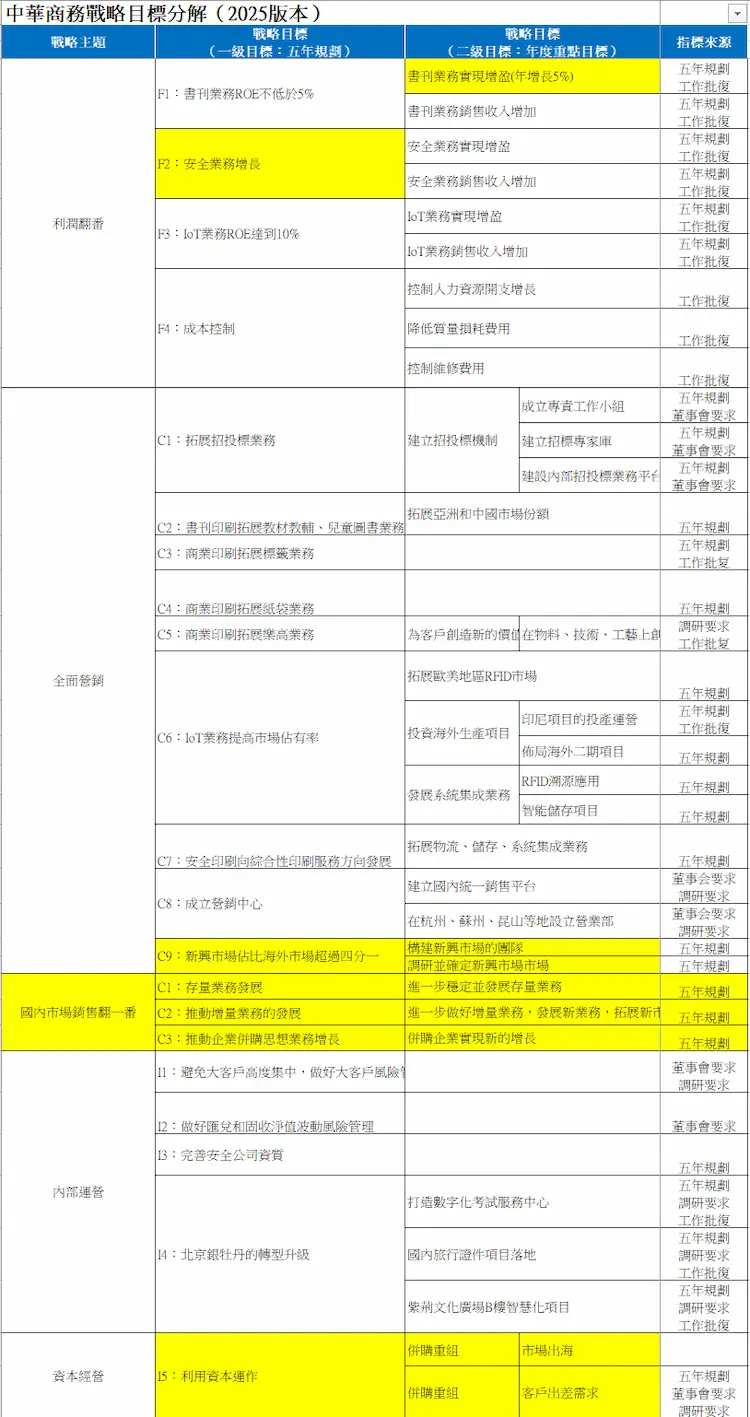 中華商務戰略目標分解（2025版本）
戰略主題
戰略目標
（一級目標：五年規劃）
戰略目標
（二級目標：年度重點目標）
指標來源
利潤翻番
F1：書刊業務ROE不低於5%
書刊業務實現增盈(年增長5%)
五年規劃
工作批復
書刊業務銷售收入增加
五年規劃
工作批復
F2：安全業務增長
安全業務實現增盈
五年規劃
工作批復
安全業務銷售收入增加
五年規劃
工作批復
F3：IoT業務ROE達到10%
IoT業務實現增盈
五年規劃
工作批復
IoT業務銷售收入增加
五年規劃
工作批復
F4：成本控制
控制人力資源開支增長
工作批復
降低質量損耗費用
工作批復
控制維修費用
工作批復
全面營銷
C1：拓展招投標業務
建立招投標機制
成立專責工作小組
五年規劃
董事會要求
建立招標專家庫
五年規劃
董事會要求
建設內部招投標業務平台
五年規劃
董事會要求
C2：書刊印刷拓展教材教輔、兒童圖書業務
拓展亞洲和中國市場份額
五年規劃
C3：商業印刷拓展標籤業務
五年規劃
工作批复
C4：商業印刷拓展紙袋業務
五年規劃
C5：商業印刷拓展樂高業務
為客戶創造新的價值
在物料、技術、工藝上創
調研要求
工作批复
C6：IoT業務提高市場佔有率
拓展歐美地區RFID市場
五年規劃
投資海外生產項目
印尼項目的投產運營
五年規劃
工作批復
佈局海外二期項目
五年規劃
發展系統集成業務
RFID溯源應用
五年規劃
智能儲存項目
五年規劃
C7：安全印刷向綜合性印刷服務方向發展
拓展物流、儲存、系統集成業務
五年規劃
C8：成立營銷中心
建立國內統一銷售平台
董事会要求
調研要求
在杭州、蘇州、昆山等地設立營業部
董事会要求
調研要求
C9：新興市場佔比海外市場超過四分一
構建新興市場的團隊
五年規劃
調研並確定新興市場市場
五年規劃
國內市場銷售翻一番
C1：存量業務發展
進一步穩定並發展存量業務
五年規劃
C2：推動增量業務的發展
進一步做好增量業務，發展新業務，拓展新市
五年規劃
C3：推動企業併購思想業務增長
併購企業實現新的增長
五年規劃
內部運營
I1：避免大客戶高度集中，做好大客戶風險
董事會要求
調研要求
I2：做好匯兌和固收淨值波動風險管理
董事會要求
I3：完善安全公司資質
五年規劃
I4：北京銀牡丹的轉型升級
打造數字化考試服務中心
五年規劃
調研要求
工作批復
國內旅行證件項目落地
五年規劃
調研要求
工作批復
紫荊文化廣場B樓智慧化項目
五年規劃
調研要求
工作批復
資本經營
I5：利用資本運作
併購重組
市場出海
併購重組
客戶出差需求
五年規劃
董事會要求
調研要求